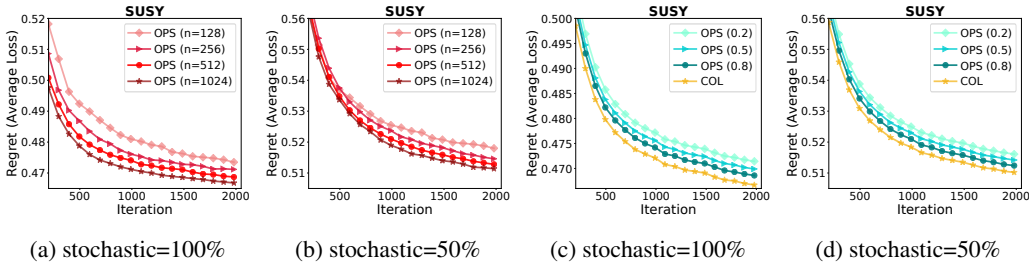 SUSY
Regret (Average Loss)
0.52
0.51
0.50
0.49
0.48
0.47
OPS (n=128)
OPS (n=256)
OPS (n=512)
OPS (n=1024)
500 1000 1500 2000
Iteration
(a) stochastic=100%
SUSY
Regret (Average Loss)
0.56
0.55
0.54
0.53
0.52
0.51
OPS (n=128)
OPS (n=256)
OPS (n=512)
OPS (n=1024)
500 1000 1500 2000
Iteration
(b) stochastic=50%
SUSY
Regret (Average Loss)
0.500
0.495
0.490
0.485
0.480
0.475
0.470
OPS (0.2)
OPS (0.5)
OPS (0.8)
COL
500 1000 1500 2000
Iteration
(c) stochastic=100%
SUSY
Regret (Average Loss)
0.56
0.55
0.54
0.53
0.52
0.51
OPS (0.2)
OPS (0.5)
OPS (0.8)
COL
500 1000 1500 2000
Iteration
(d) stochastic=50%